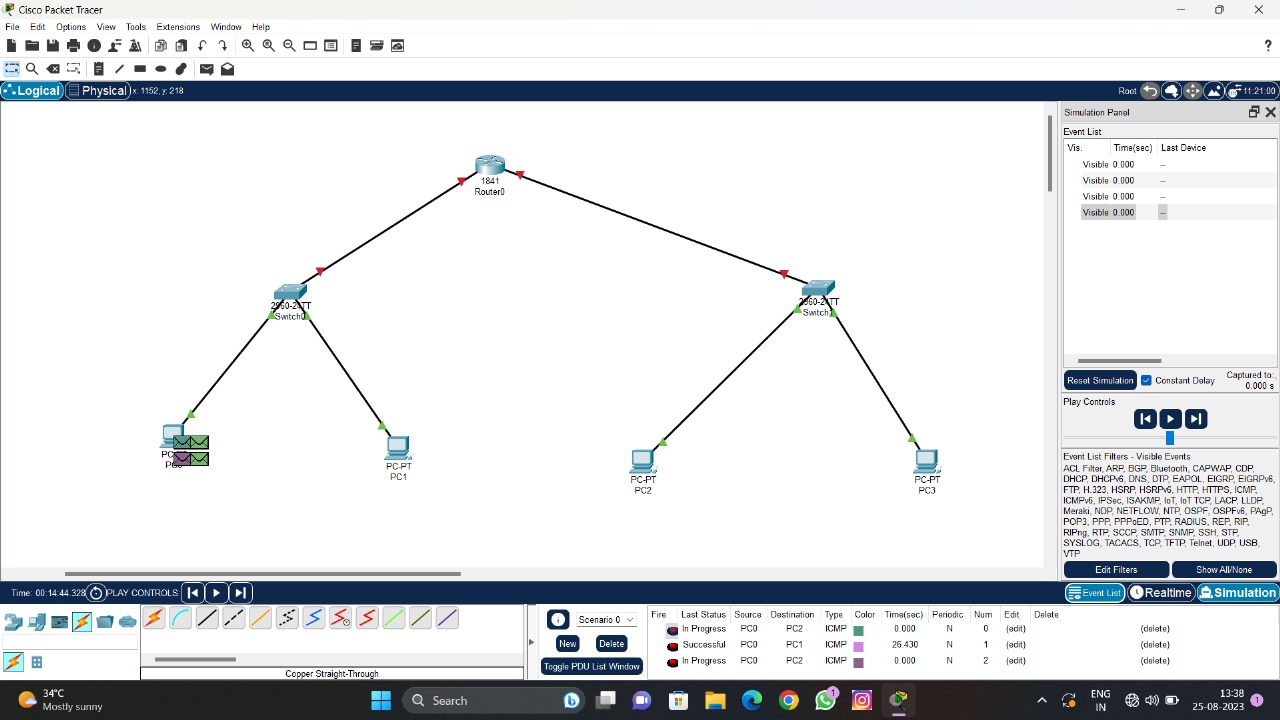 Cisco Packet Tracer
File Edit Options View Tools Extensions Window Help
Logical Physical x: 1152, y: 218 Root 11:21:00
Simulation Panel
Event List
Vis. Time(sec) Last Device
Visible 0.000 --
Visible 0.000 --
Visible 0.000 --
Visible 0.000 --
1841
Router0
2960-24TT
Switch0
2960-24TT
PC-PT
PC1
PC-PT
PC2
PC-PT
PC3
Reset Simulation Constant Delay Captured to:
0.000 s
Play Controls
Event List Filters - Visible Events
ACL Filter, ARP, BGP, Bluetooth, CAPWAP, CDP,
DHCP, DHCPv6, DNS, DTP, EAPOL, EIGRP, EIGRPv6,
FTP, H.323, HSRP, HSRPv6, HTTP, HTTPS, ICMP,
ICMPv6, IPSec, ISAKMP, IoT, IoT TCP, LACP, LLDP,
Meraki, NDP, NETFLOW, NTP, OSPF, OSPFv6, PAgP,
POP3, PPP, PPPoED, PTP, RADIUS, REP, RIP,
RIPng, RTP, SCCP, SMTP, SNMP, SSH, STP,
SYSLOG, TACACS, TCP, TFTP, Telnet, UDP, USB,
VTP
Edit Filters Show All/None
Time: 00:14:44.328 PLAY CONTROLS: Event List Realtime Simulation
Scenario 0
New Delete
Toggle PDU List Window
Copper Straight-Through
Fire Last Status Source Destination Type Color Time(sec) Periodic Num Edit Delete
In Progress PC0 PC2 ICMP 0.000 N 0 (edit) (delete)
Successful PC0 PC1 ICMP 26.430 N 1 (edit) (delete)
In Progress PC0 PC2 ICMP 0.000 N 2 (edit) (delete)
34°C
Mostly sunny
Search
1
ENG
IN
13:38
25-08-2023
1